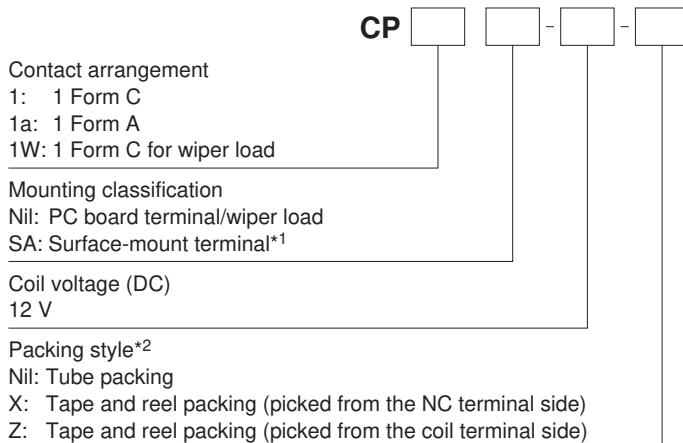 CP - -
Contact arrangement
1: 1 Form C
1a: 1 Form A
1W: 1 Form C for wiper load
Mounting classification
Nil: PC board terminal/wiper load
SA: Surface-mount terminal*1
Coil voltage (DC)
12 V
Packing style*2
Nil: Tube packing
X: Tape and reel packing (picked from the NC terminal side)
Z: Tape and reel packing (picked from the coil terminal side)